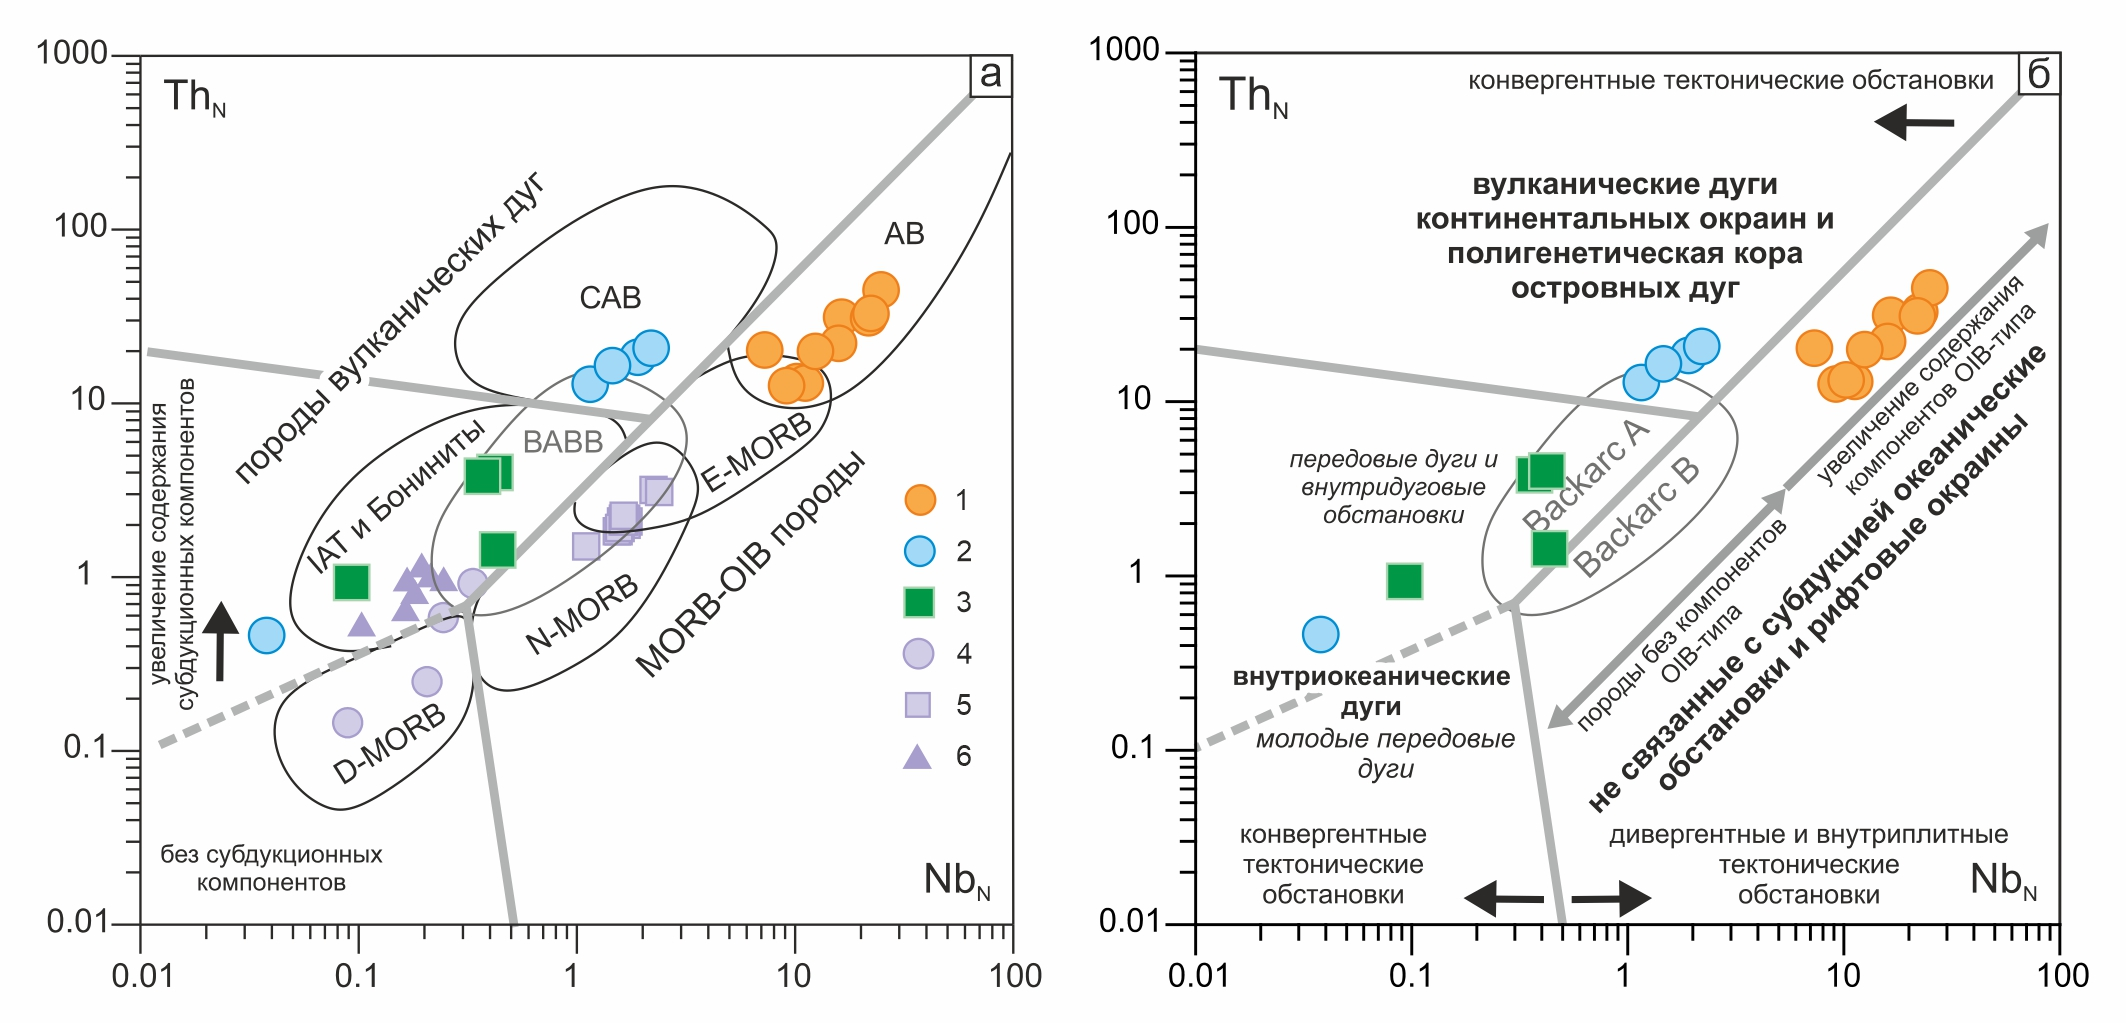 1000
100
10
1
0.1
0.01
Th_N
а
породы вулканических дуг
AB
CAB
увеличение содержания
субдукционных компонентов
BABB
IAT и Бониниты
E-MORB
N-MORB
MORB-OIB породы
D-MORB
1
2
3
4
5
6
без субдукционных
компонентов
Nb_N
0.01
0.1
1
10
100
1000
100
10
1
0.1
0.01
Th_N
б
конвергентные тектонические обстановки
вулканические дуги
континентальных окраин и
полигенетическая кора
островных дуг
увеличение содержания
компонентов OIB-типа
передовые дуги и
внутридуговые
обстановки
Backarc A
Backarc B
породы без компонентов
OIB-типа
не связанные с субдукцией океанические
обстановки и рифтовые окраины
внутриокеанические
дуги
молодые передовые
дуги
конвергентные
тектонические
обстановки
дивергентные и внутриплитные
тектонические
обстановки
Nb_N
0.01
0.1
1
10
100